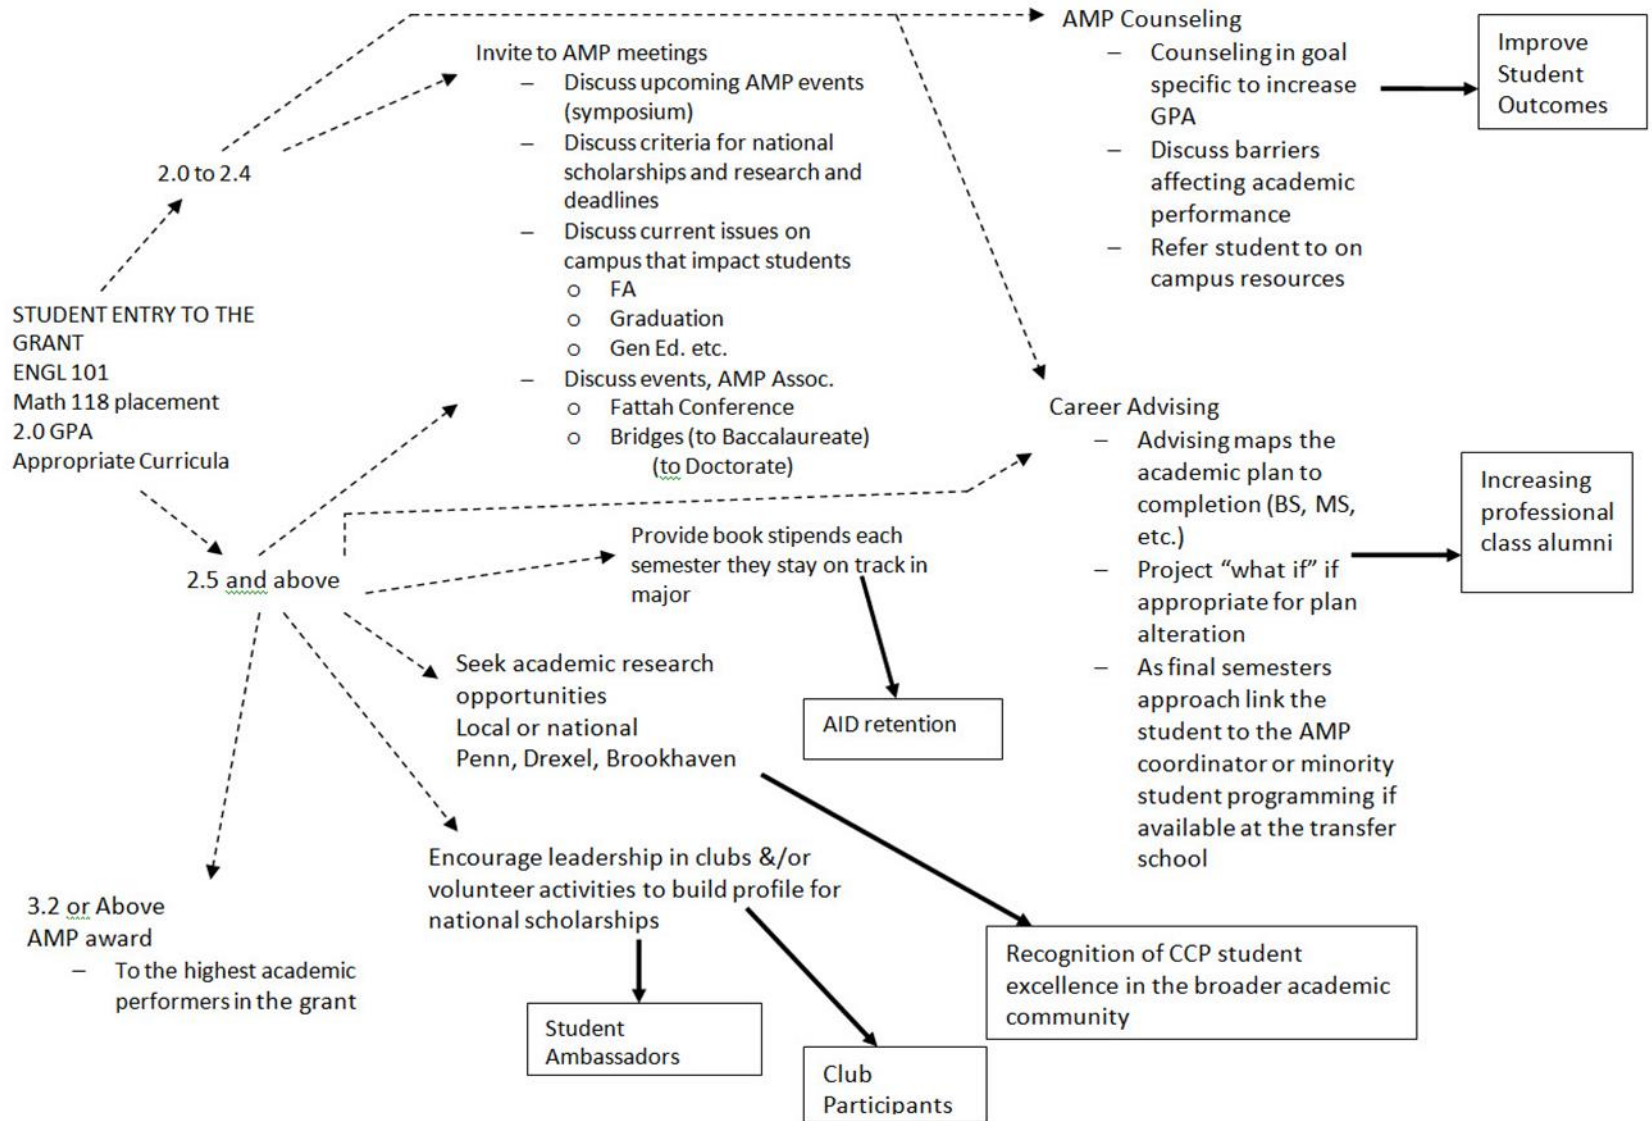 AMP Counseling
– Counseling in goal
specific to increase
GPA
– Discuss barriers
affecting academic
performance
– Refer student to on
campus resources
Improve
Student
Outcomes
Invite to AMP meetings
– Discuss upcoming AMP events
(symposium)
– Discuss criteria for national
scholarships and research and
deadlines
– Discuss current issues on
campus that impact students
o FA
o Graduation
o Gen Ed. etc.
– Discuss events, AMP Assoc.
o Fattah Conference
o Bridges (to Baccalaureate)
(to Doctorate)
2.0 to 2.4
STUDENT ENTRY TO THE
GRANT
ENGL 101
Math 118 placement
2.0 GPA
Appropriate Curricula
Career Advising
– Advising maps the
academic plan to
completion (BS, MS,
etc.)
– Project “what if” if
appropriate for plan
alteration
– As final semesters
approach link the
student to the AMP
coordinator or minority
student programming if
available at the transfer
school
Increasing
professional
class alumni
2.5 and above
Provide book stipends each
semester they stay on track in
major
Seek academic research
opportunities
Local or national
Penn, Drexel, Brookhaven
AID retention
Encourage leadership in clubs &/or
volunteer activities to build profile for
national scholarships
3.2 or Above
AMP award
– To the highest academic
performers in the grant
Recognition of CCP student
excellence in the broader academic
community
Student
Ambassadors
Club
Participants